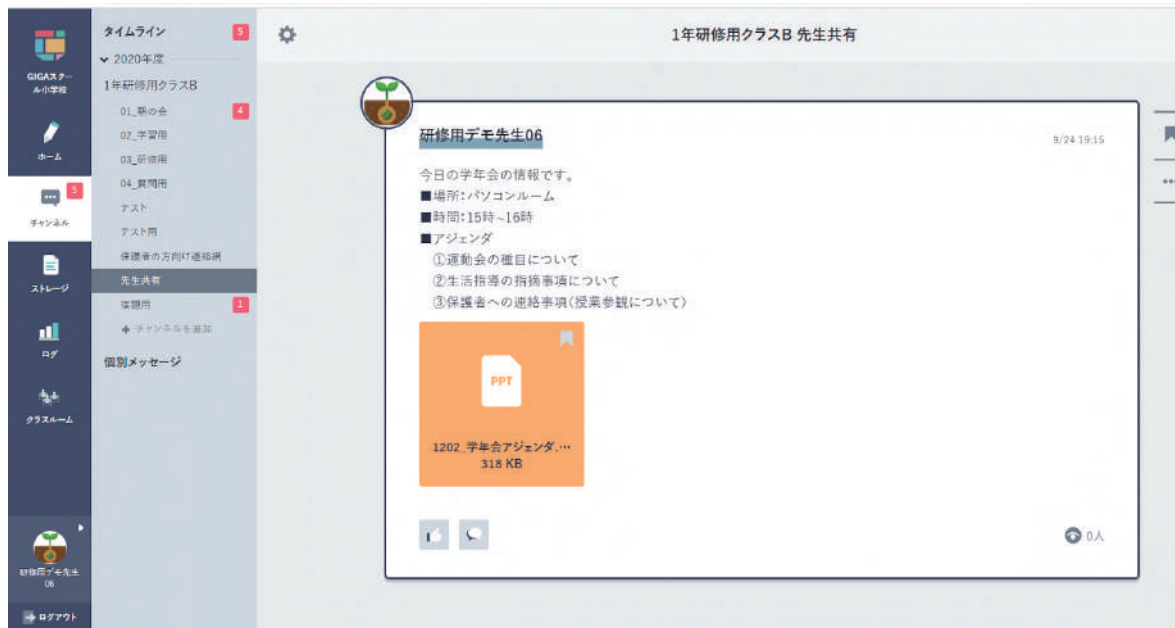 GIGAスクー
ル小学校
ホーム
5
チャンネル
ストレージ
ログ
クラスルーム
研修用デモ先生
06
ログアウト
タイムライン 5
2020年度
1年研修用クラスB
01_朝の会 4
02_学習用
03_研修用
04_質問用
テスト
テスト用
保護者の方向け連絡網
先生共有
宿題用 1
チャンネルを追加
個別メッセージ
1年研修用クラスB 先生共有
研修用デモ先生06 9/24 19:15
今日の学年会の情報です。
■場所:パソコンルーム
■時間:15時~16時
■アジェンダ
①運動会の種目について
②生活指導の指摘事項について
③保護者への連絡事項(授業参観について)
PPT
1202_学年会アジェンダ.…
318 KB
0人